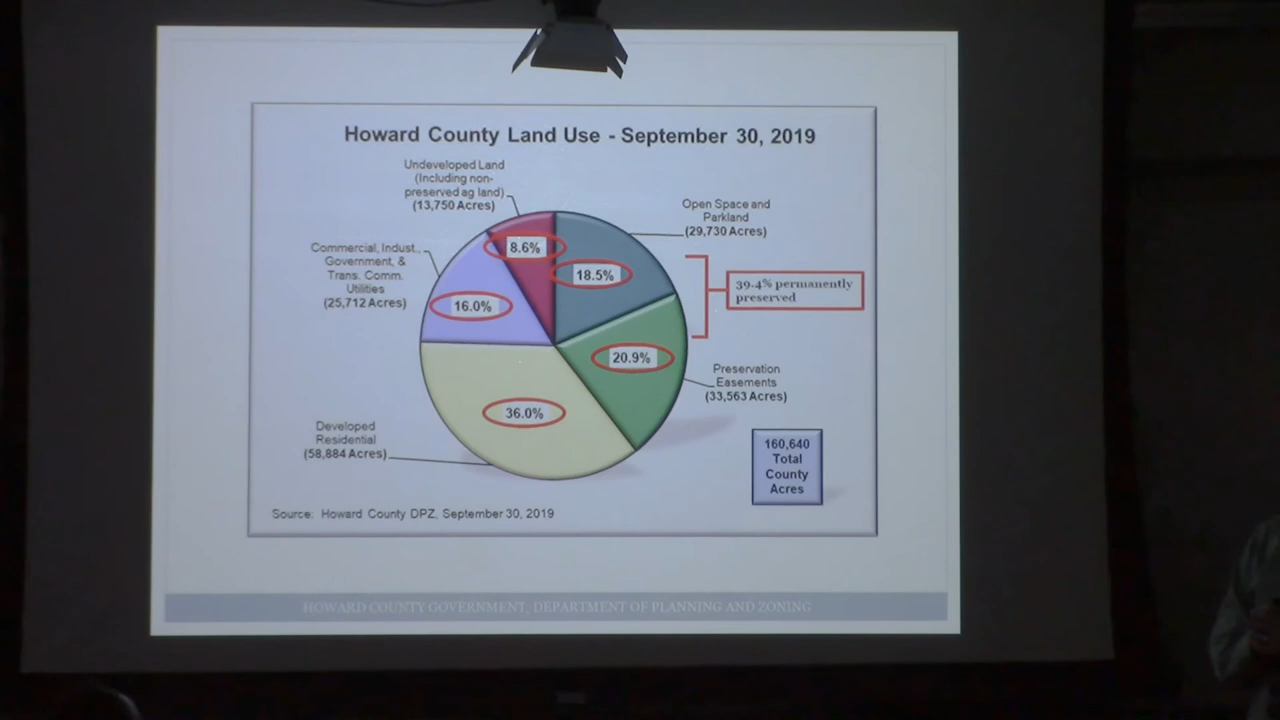 Howard County Land Use - September 30, 2019
Undeveloped Land
(Including non-
preserved ag land)
(13,750 Acres)
Open Space and
Parkland
(29,730 Acres)
Commercial, Indust.,
Government, &
Trans. Comm.
Utilities
(25,712 Acres)
8.6%
18.5%
16.0%
39.4% permanently
preserved
20.9%
Preservation
Easements
(33,563 Acres)
36.0%
Developed
Residential
(58,884 Acres)
160,640
Total
County
Acres
Source: Howard County DPZ, September 30, 2019
HOWARD COUNTY GOVERNMENT, DEPARTMENT OF PLANNING AND ZONING